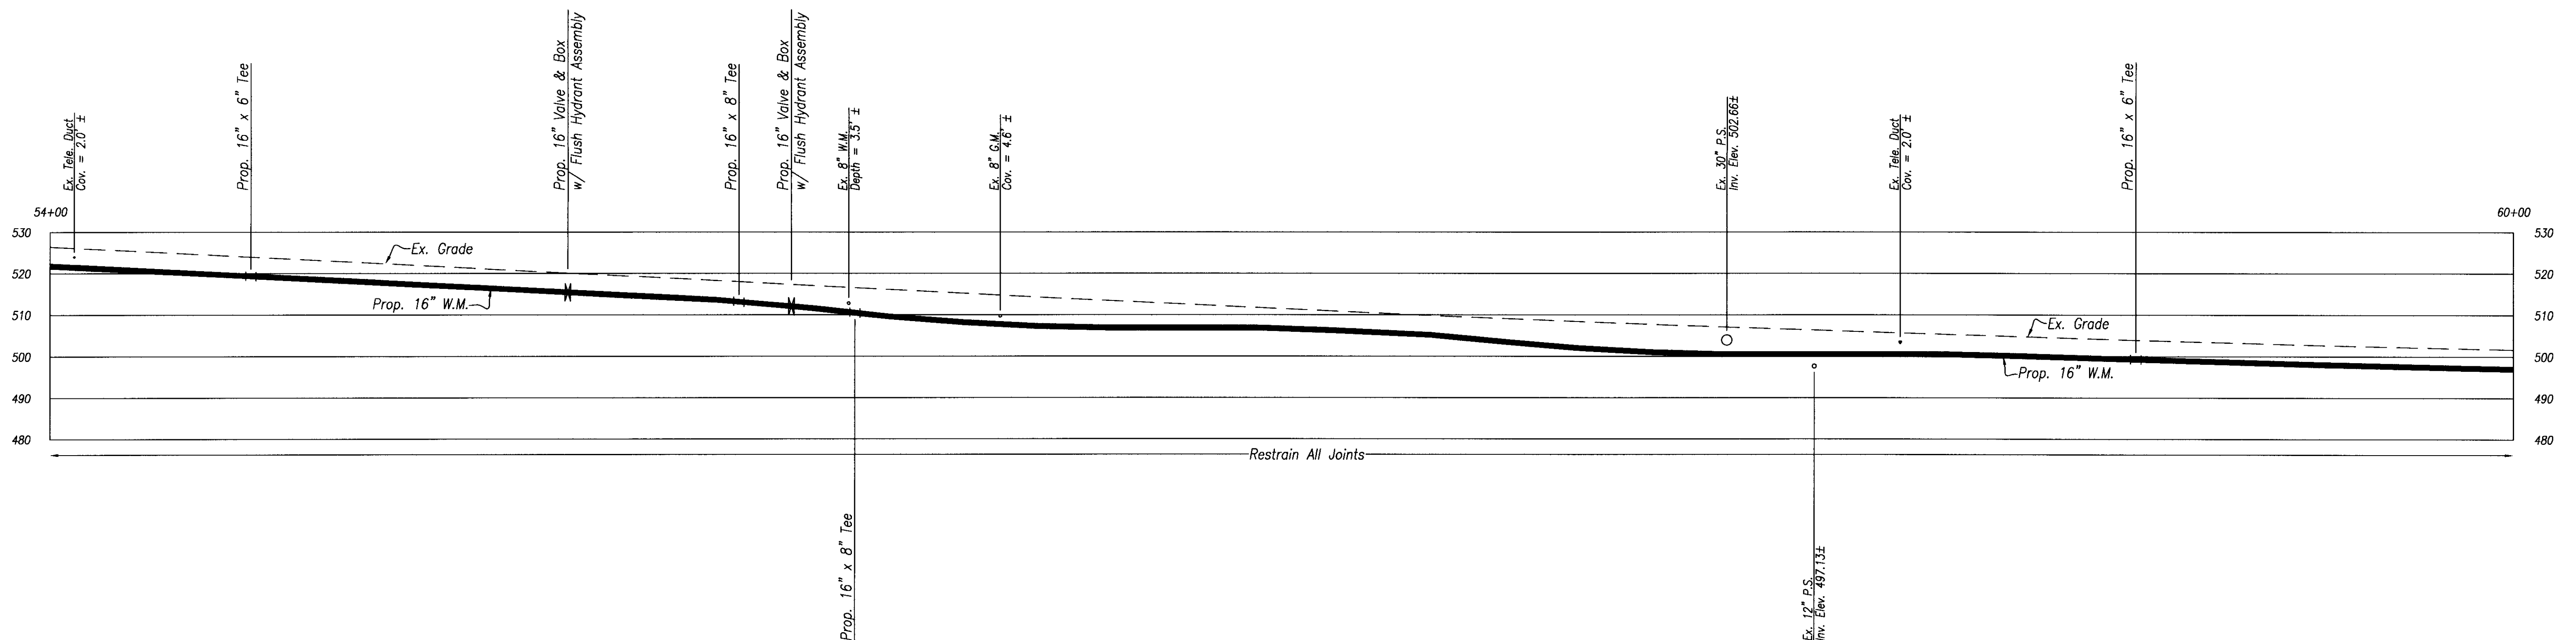 Ex. Tele. Duct
Cov. = 2.0' ±
Prop. 16" x 6" Tee
Prop. 16" Valve & Box
w/ Flush Hydrant Assembly
Prop. 16" x 8" Tee
Prop. 16" Valve & Box
w/ Flush Hydrant Assembly
Ex. 8" W.M.
Depth = 3.5' ±
Ex. 8" G.M.
Cov. = 4.6' ±
Ex. 30" P.S.
Inv. Elev. 502.66±
Ex. Tele. Duct
Cov. = 2.0' ±
Prop. 16" x 6" Tee
54+00
60+00
530
530
Ex. Grade
520
520
Prop. 16" W.M.
510
510
Ex. Grade
500
500
Prop. 16" W.M.
490
490
480
480
Restrain All Joints
Prop. 16" x 8" Tee
Ex. 12" P.S.
Inv. Elev. 497.13±